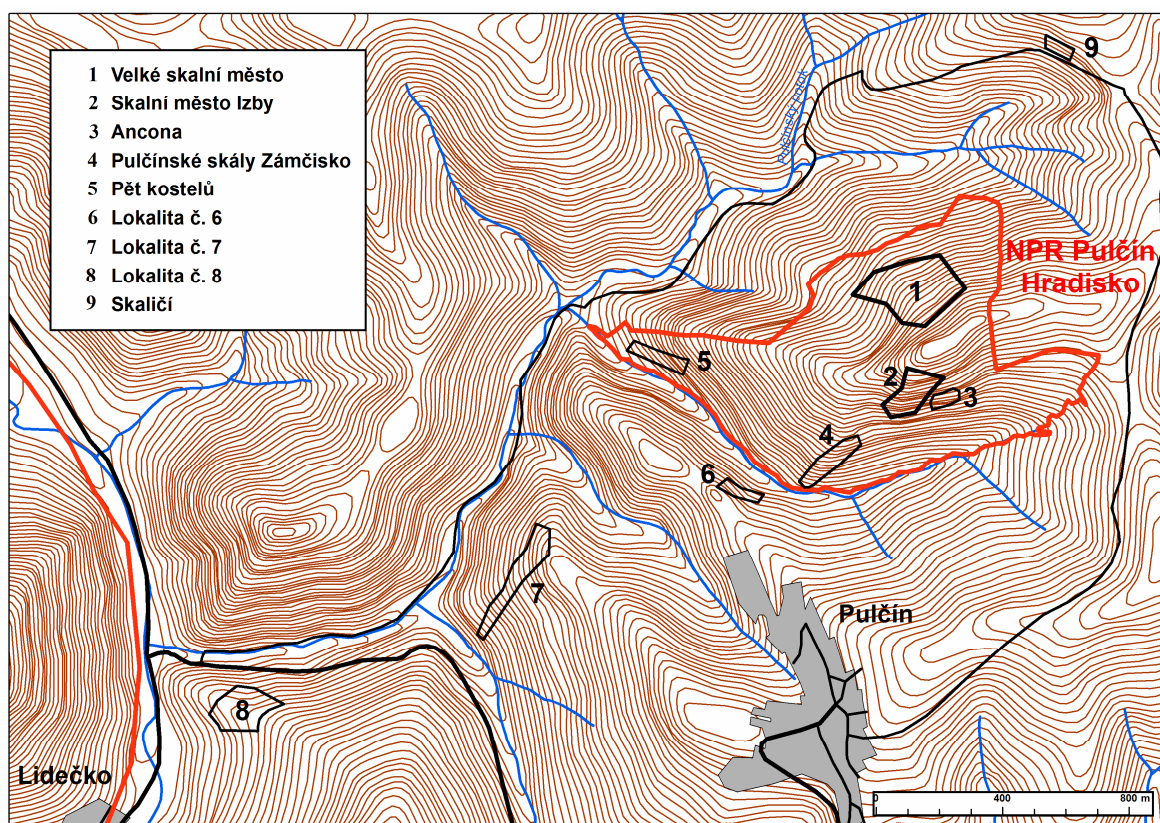 1 Velké skalní město
2 Skalní město Izby
3 Ancona
4 Pulčínské skály Zámčisko
5 Pět kostelů
6 Lokalita č. 6
7 Lokalita č. 7
8 Lokalita č. 8
9 Skaličí
9
Pulčínský potok
NPR Pulčín
Hradisko
1
5
2
3
4
6
7
Pulčín
8
Lidečko
0 400 800 m